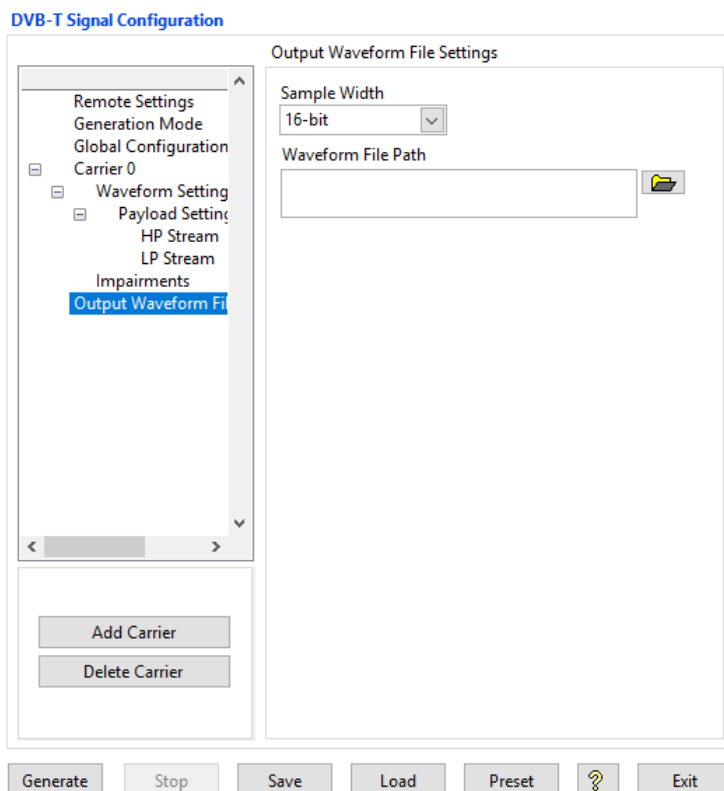 DVB-T Signal Configuration
Output Waveform File Settings
Remote Settings
Generation Mode
Global Configuration
Carrier 0
Waveform Setting
Payload Setting
HP Stream
LP Stream
Impairments
Output Waveform Fil
Sample Width
16-bit
Waveform File Path
Add Carrier
Delete Carrier
Generate
Stop
Save
Load
Preset
?
Exit